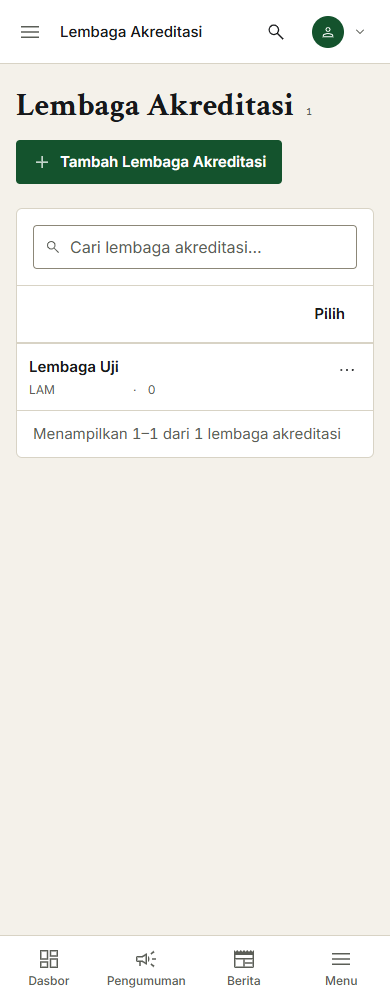 Lembaga Akreditasi
Lembaga Akreditasi 1
Tambah Lembaga Akreditasi
Cari lembaga akreditasi...
Pilih
Lembaga Uji
LAM · 0
Menampilkan 1–1 dari 1 lembaga akreditasi
Dasbor Pengumuman Berita Menu